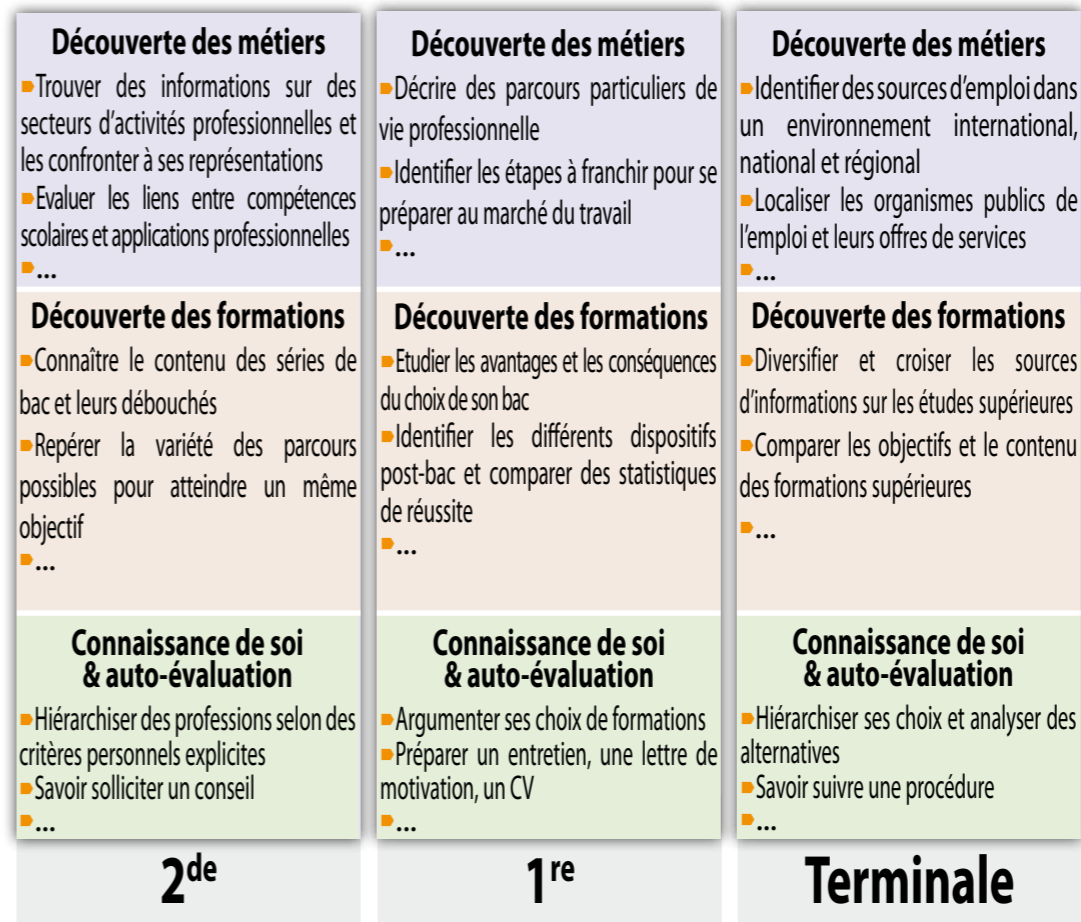 Découverte des métiers
Trouver des informations sur des
secteurs d'activités professionnelles et
les confronter à ses représentations
Evaluer les liens entre compétences
scolaires et applications professionnelles
...
Découverte des formations
Connaître le contenu des séries de
bac et leurs débouchés
Repérer la variété des parcours
possibles pour atteindre un même
objectif
...
Connaissance de soi
& auto-évaluation
Hiérarchiser des professions selon des
critères personnels explicites
Savoir solliciter un conseil
...
2de
Découverte des métiers
Décrire des parcours particuliers de
vie professionnelle
Identifier les étapes à franchir pour se
préparer au marché du travail
...
Découverte des formations
Etudier les avantages et les conséquences
du choix de son bac
Identifier les différents dispositifs
post-bac et comparer des statistiques
de réussite
...
Connaissance de soi
& auto-évaluation
Argumenter ses choix de formations
Préparer un entretien, une lettre de
motivation, un CV
...
1re
Découverte des métiers
Identifier des sources d'emploi dans
un environnement international,
national et régional
Localiser les organismes publics de
l'emploi et leurs offres de services
...
Découverte des formations
Diversifier et croiser les sources
d'informations sur les études supérieures
Comparer les objectifs et le contenu
des formations supérieures
...
Connaissance de soi
& auto-évaluation
Hiérarchiser ses choix et analyser des
alternatives
Savoir suivre une procédure
...
Terminale